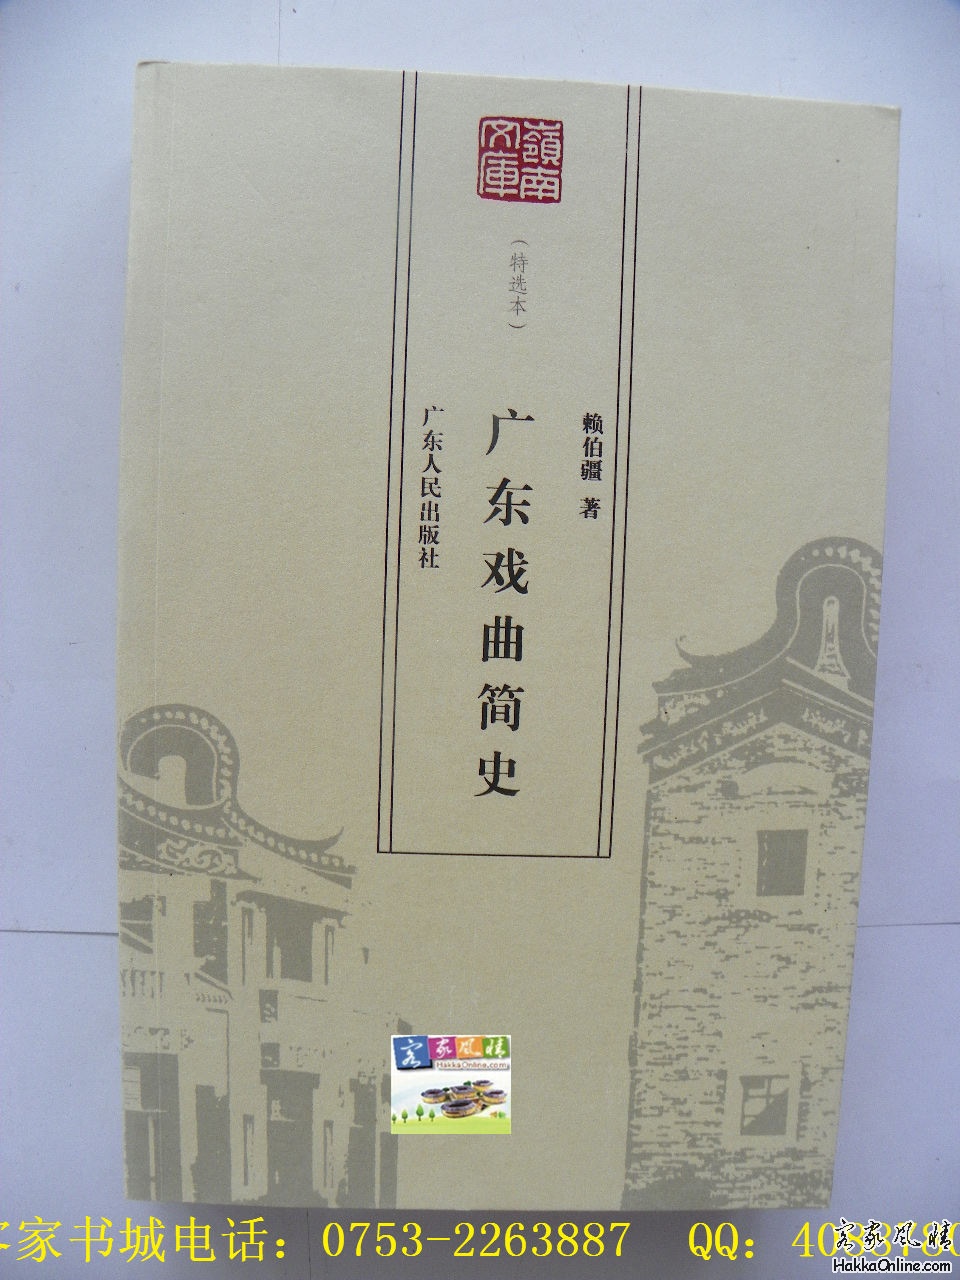 嶺南
文庫
（特选本）
赖伯疆 著
广东戏曲简史
广东人民出版社
客家风情
HakkaOnline.com
客家书城电话：0753-2263887 QQ：
客家风情
HakkaOnline.com